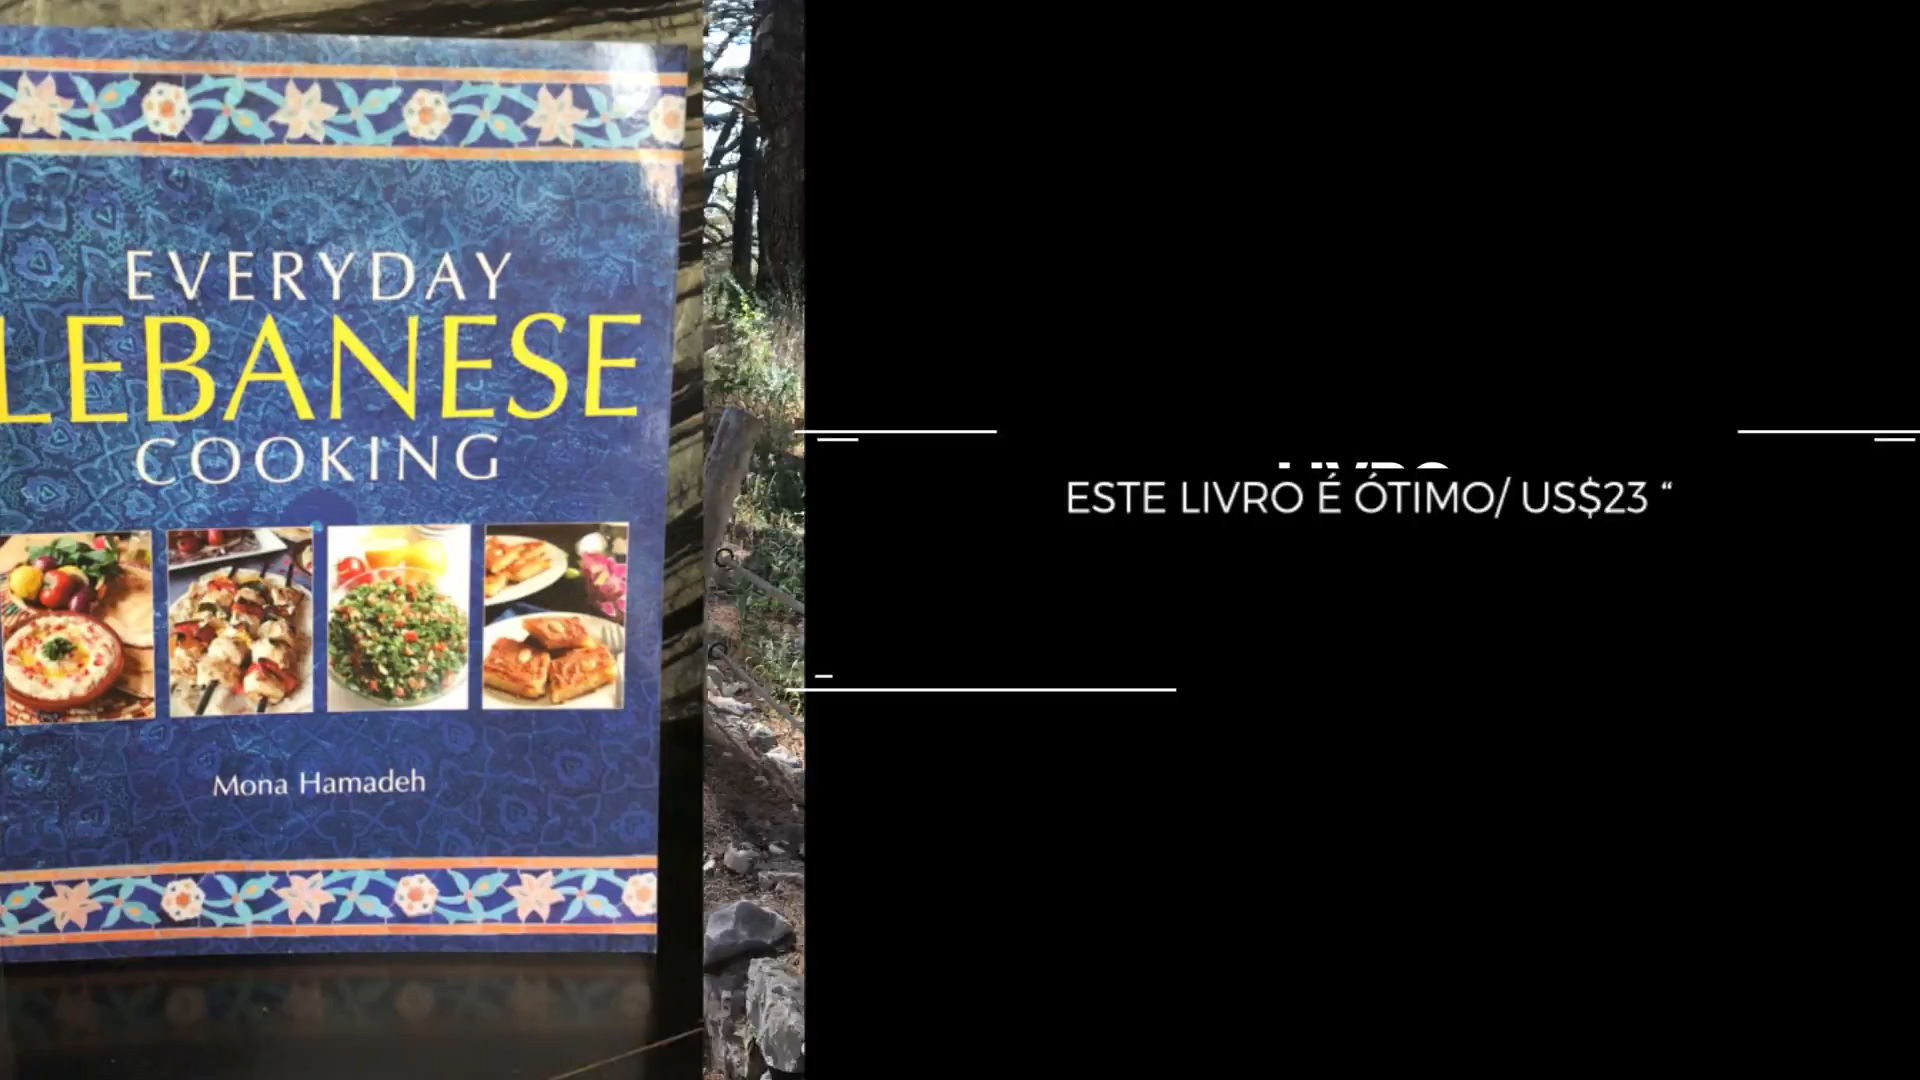 EVERYDAY
LEBANESE
COOKING
Mona Hamadeh
ESTE LIVRO É ÓTIMO/ US$23 “